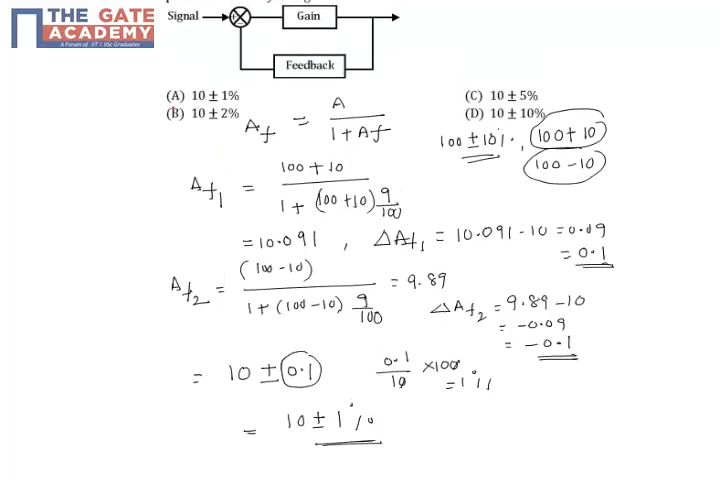 THE GATE
ACADEMY
A Forum of IIT / IISc Graduates
Signal
Gain
Feedback
(A) 10 ± 1%
(C) 10 ± 5%
(B) 10 ± 2%
(D) 10 ± 10%
Af = A / 1 + Af
100 ± 10%, 100 + 10
100 - 10
Af1 = 100 + 10 / 1 + (100 + 10) 9/100
= 10.091, ΔAf1 = 10.091 - 10 = 0.09
= 0.1
Af2 = (100 - 10) / 1 + (100 - 10) 9/100 = 9.89
ΔAf2 = 9.89 - 10
= -0.09
= -0.1
= 10 ± 0.1
0.1/10 × 100
= 1%
= 10 ± 1%